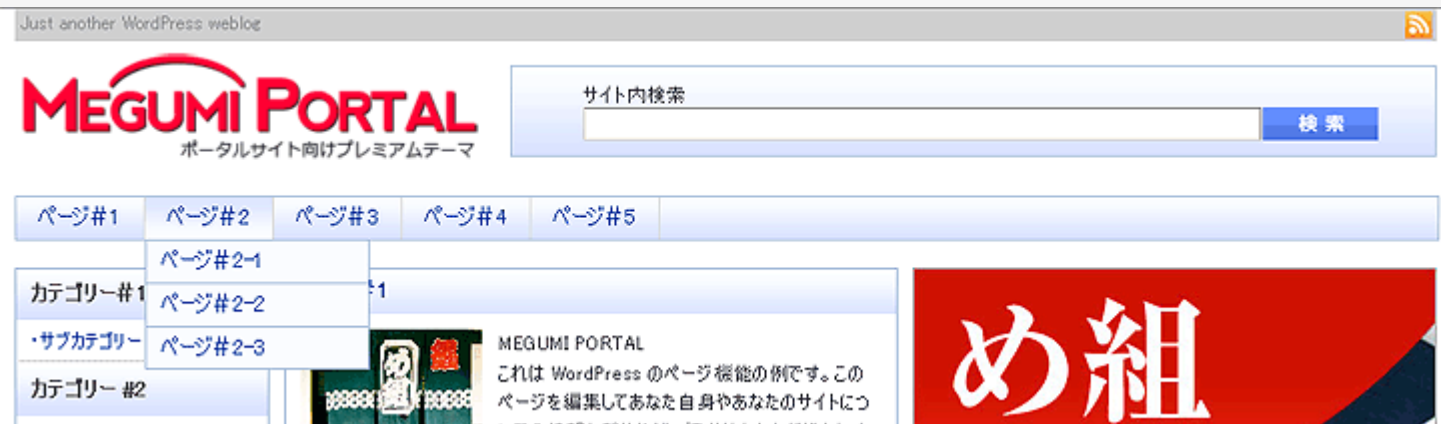 Just another WordPress weblog
MEGUMI PORTAL
ポータルサイト向けプレミアムテーマ
サイト内検索
検索
ページ#1 ページ#2 ページ#3 ページ#4 ページ#5
ページ#2-1
ページ#2-2
ページ#2-3
カテゴリー#1
・サブカテゴリー
カテゴリー #2
#1
め組
MEGUMI PORTAL
これは WordPress のページ機能の例です。この
ページを編集してあなた自身やあなたのサイトにつ
め組